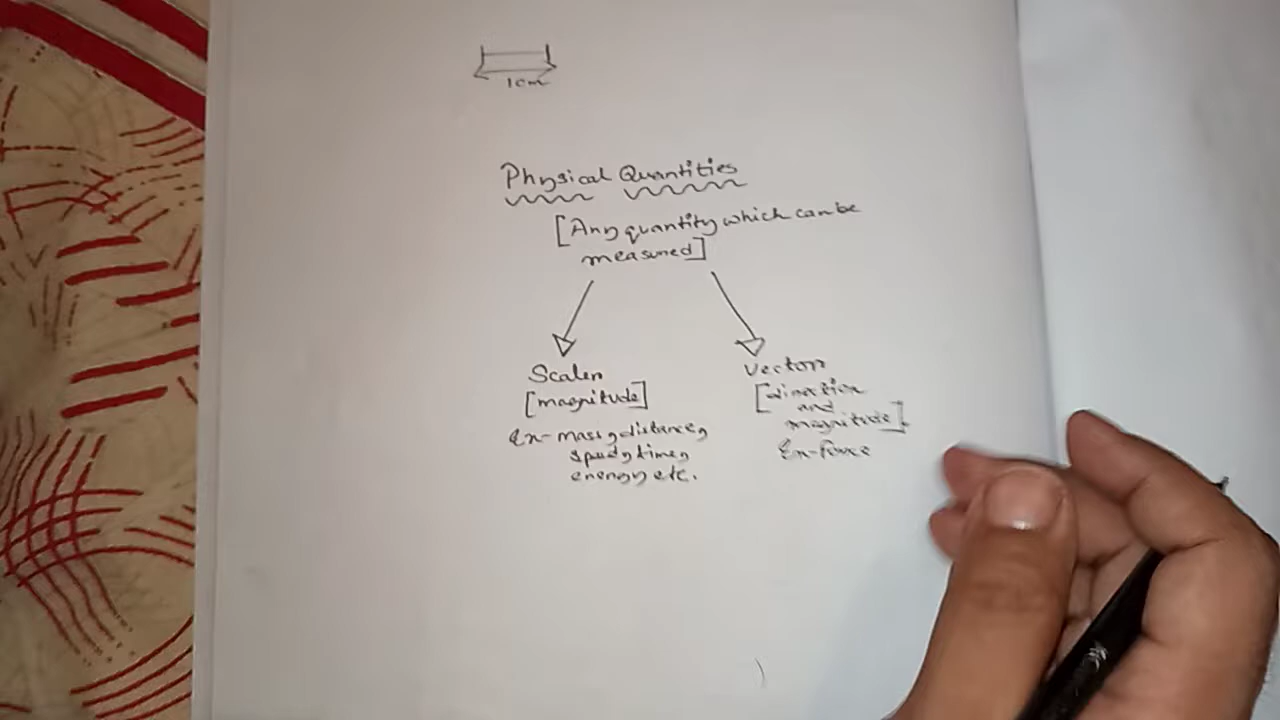 1cm
Physical Quantities
[Any quantity which can be
measured]
Scalar
[magnitude]
Ex- mass, distance,
speed, time,
energy etc.
Vector
[direction
and
magnitude]
Ex- Force